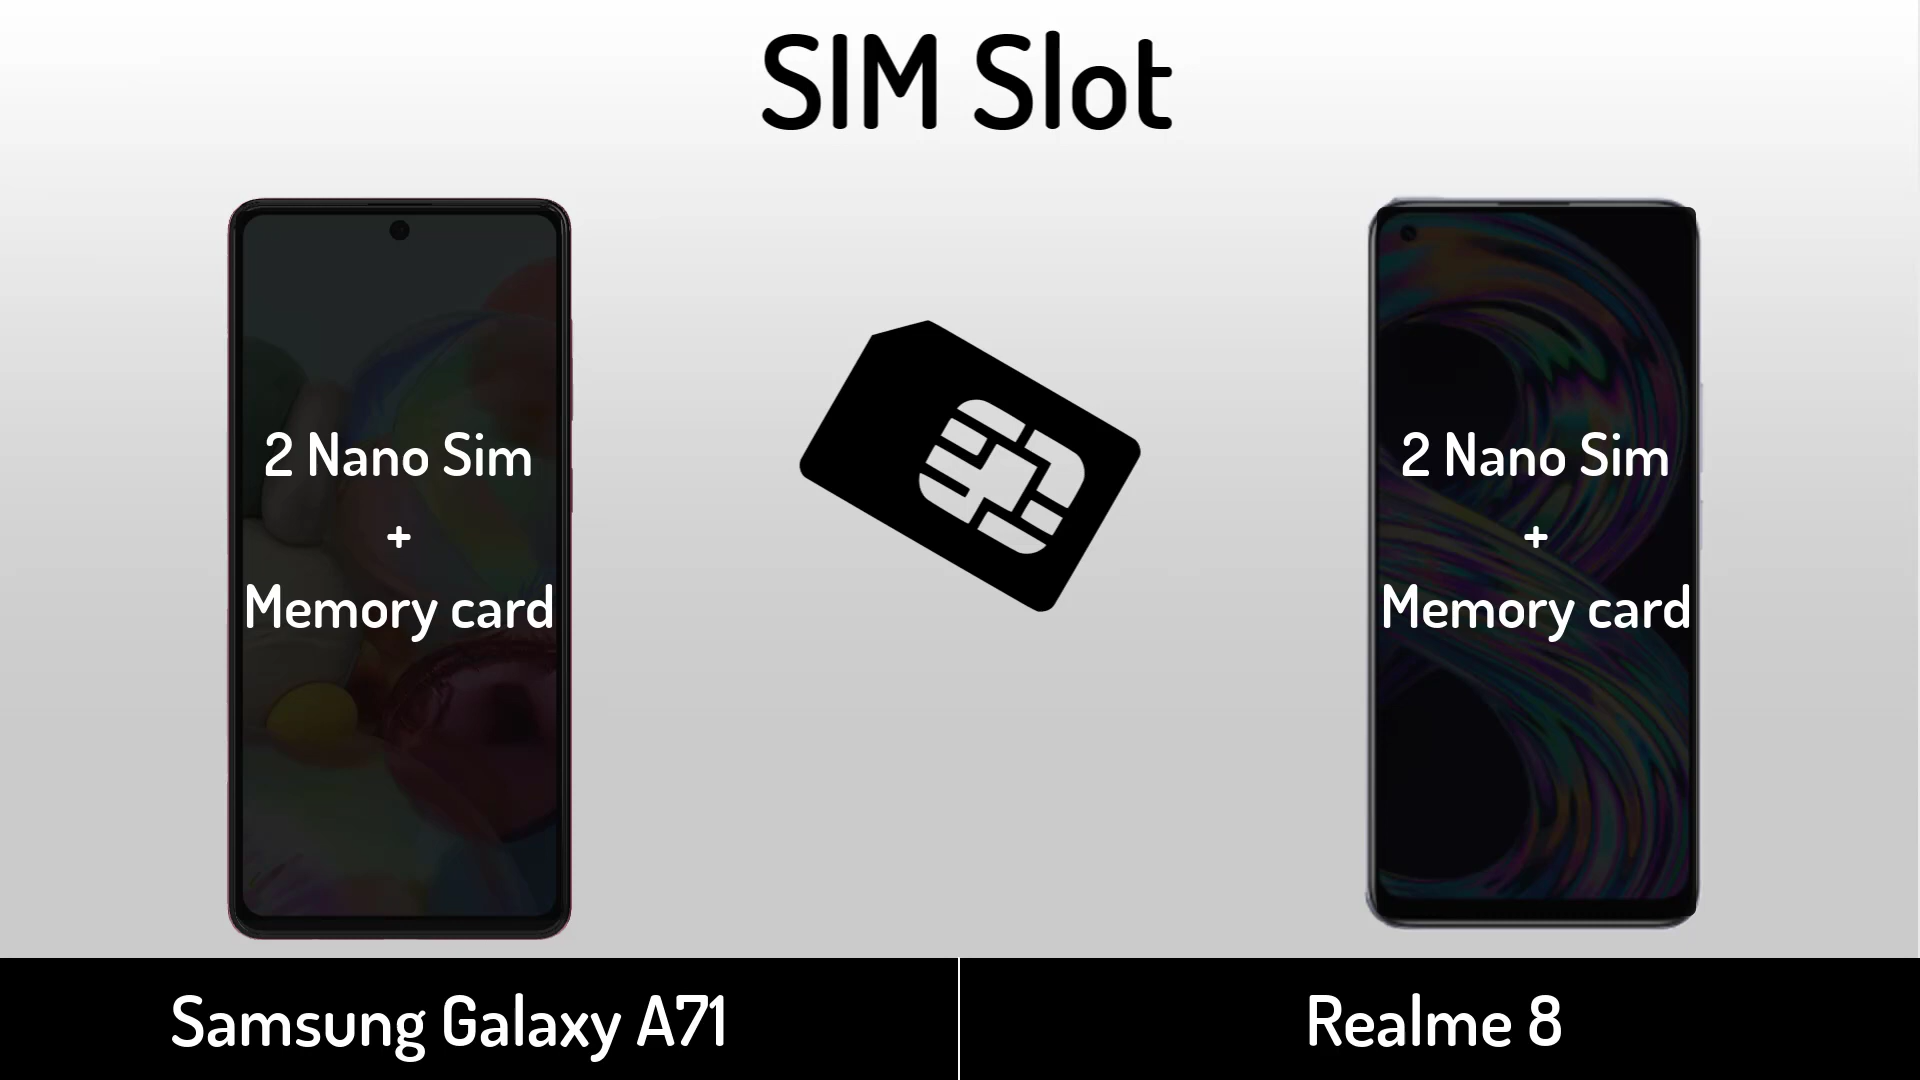 SIM Slot
2 Nano Sim
+
Memory card
2 Nano Sim
+
Memory card
Samsung Galaxy A71
Realme 8